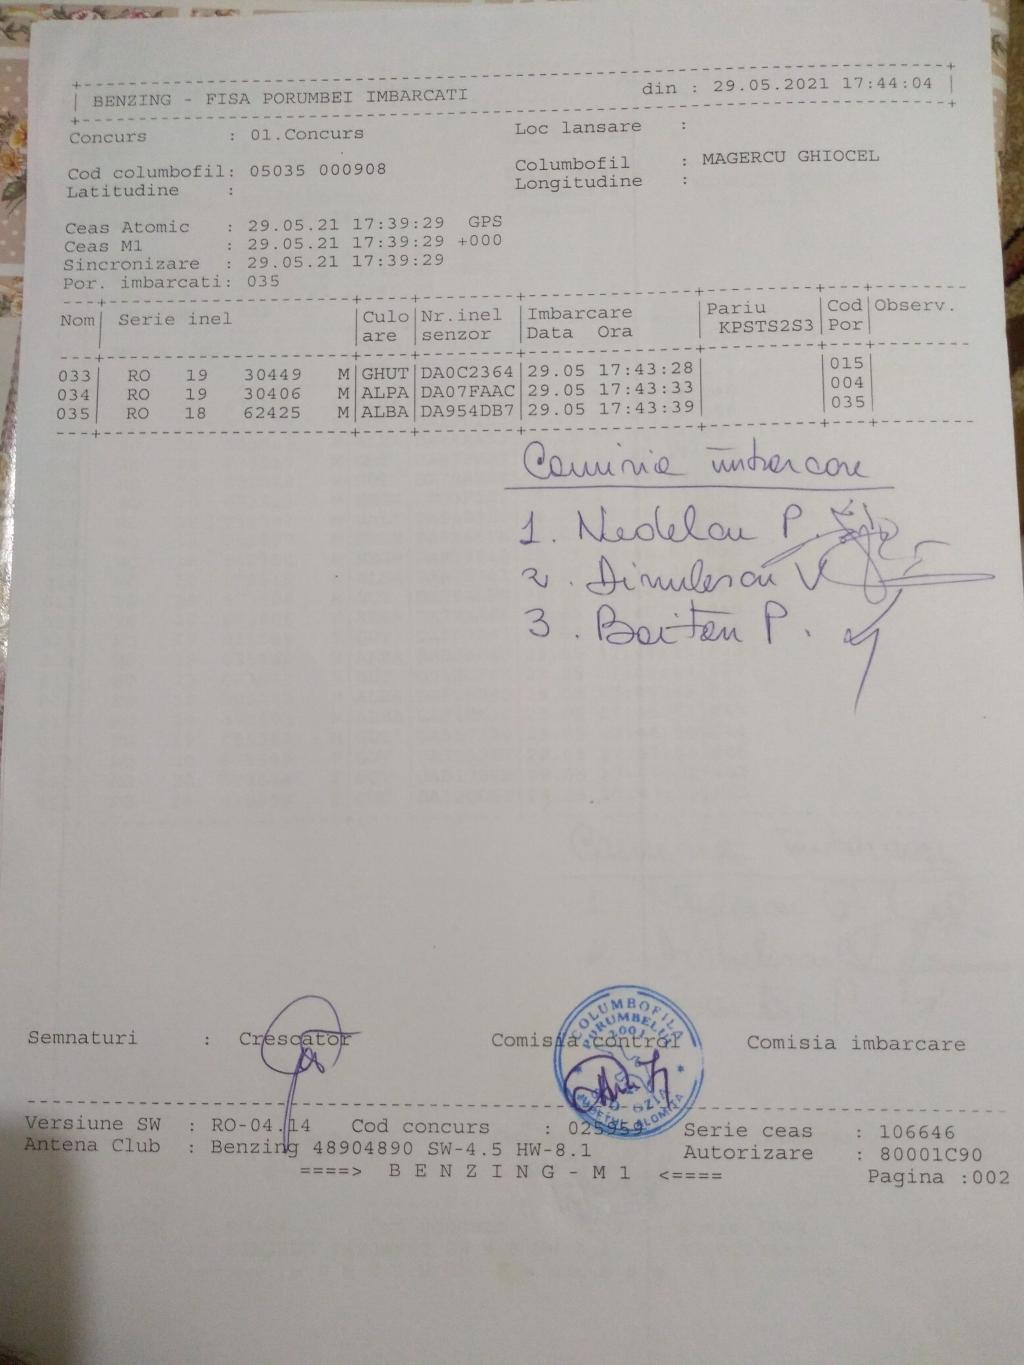 BENZING - FISA PORUMBEI IMBARCATI din : 29.05.2021 17:44:04
Concurs : 01.Concurs Loc lansare :
Cod columbofil: 05035 000908 Columbofil : MAGERCU GHIOCEL
Latitudine : Longitudine :
Ceas Atomic : 29.05.21 17:39:29 GPS
Ceas M1 : 29.05.21 17:39:29 +000
Sincronizare : 29.05.21 17:39:29
Por. imbarcati: 035
Nom| Serie inel |Culo|Nr.inel|Imbarcare |Pariu |Cod|Observ.
|are |senzor |Data Ora | KPSTS2S3|Por|
033| RO 19 30449 M|GHUT|DA0C2364|29.05 17:43:28| |015|
034| RO 19 30406 M|ALPA|DA07FAAC|29.05 17:43:33| |004|
035| RO 18 62425 M|ALBA|DA954DB7|29.05 17:43:39| |035|
Comisia imbarcare
1. Nedelcu P.
2. Dinulescu V
3. P.
Semnaturi : Crescator Comisia control Comisia imbarcare
COLUMBOFILA
PORUMBELUL
2001
Versiune SW : RO-04.14 Cod concurs : 025959 Serie ceas : 106646
Antena Club : Benzing 48904890 SW-4.5 HW-8.1 Autorizare : 80001C90
====> B E N Z I N G - M 1 <==== Pagina :002